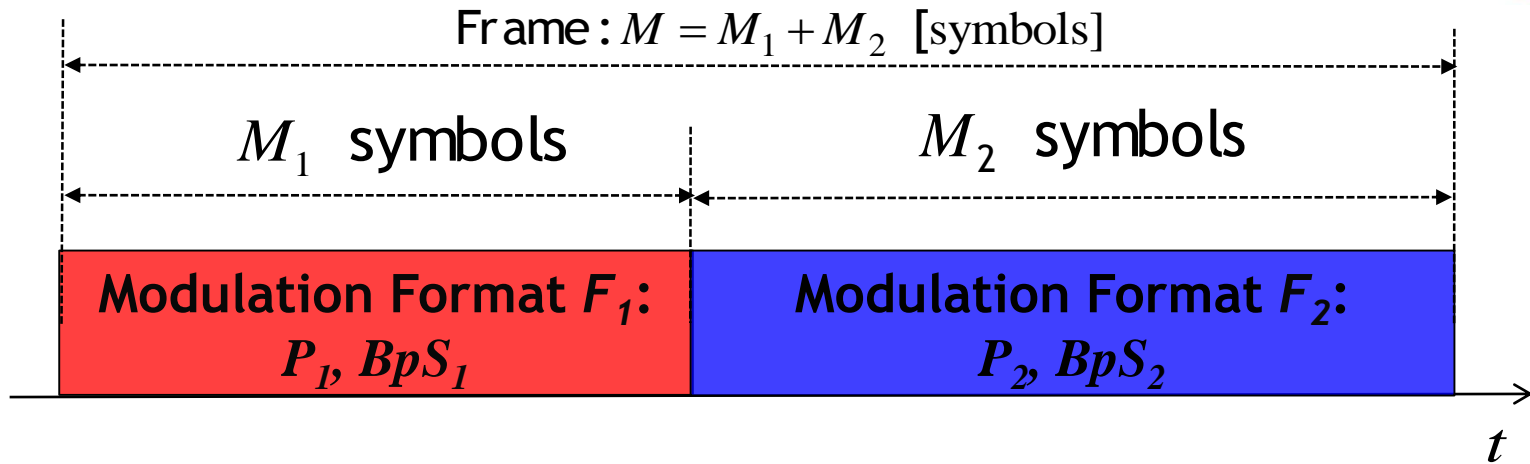 Frame: M = M₁ + M₂ [symbols]
M₁ symbols
M₂ symbols
Modulation Format F₁:
P₁, BpS₁
Modulation Format F₂:
P₂, BpS₂
t